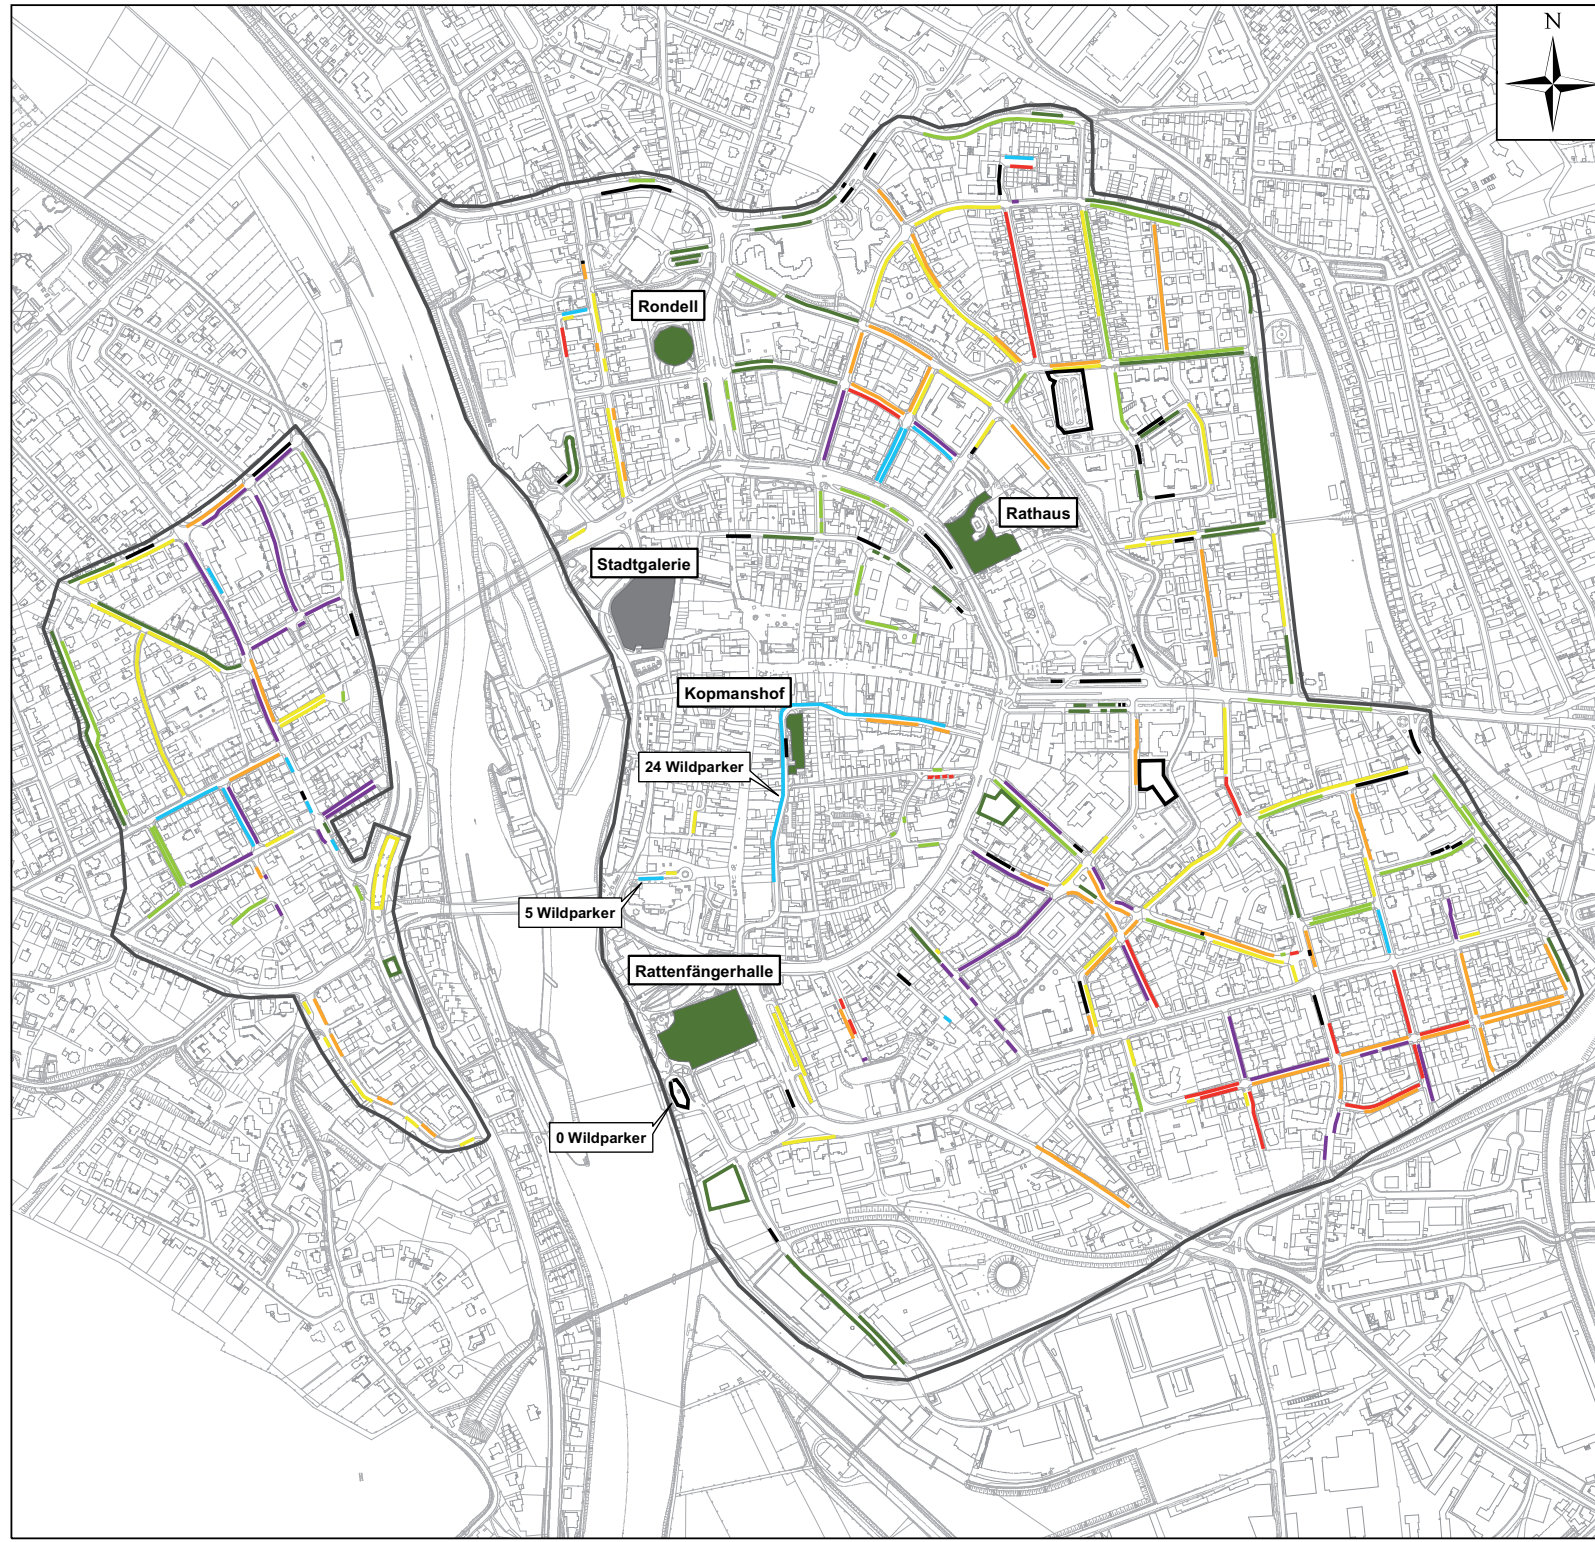 N
Rondell
Rathaus
Stadtgalerie
Kopmanshof
24 Wildparker
5 Wildparker
Rattenfängerhalle
0 Wildparker